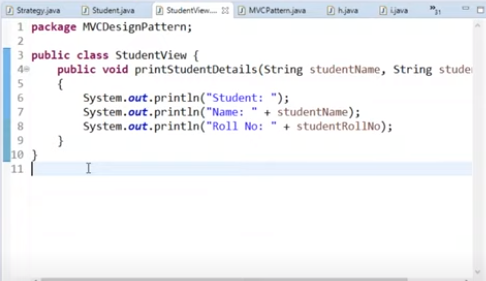 Strategy.java Student.java StudentView.... MVCPattern.java h.java i.java »31
1 package MVCDesignPattern;
2
3 public class StudentView {
4 public void printStudentDetails(String studentName, String stude
5 {
6 System.out.println("Student: ");
7 System.out.println("Name: " + studentName);
8 System.out.println("Roll No: " + studentRollNo);
9 }
10 }
11